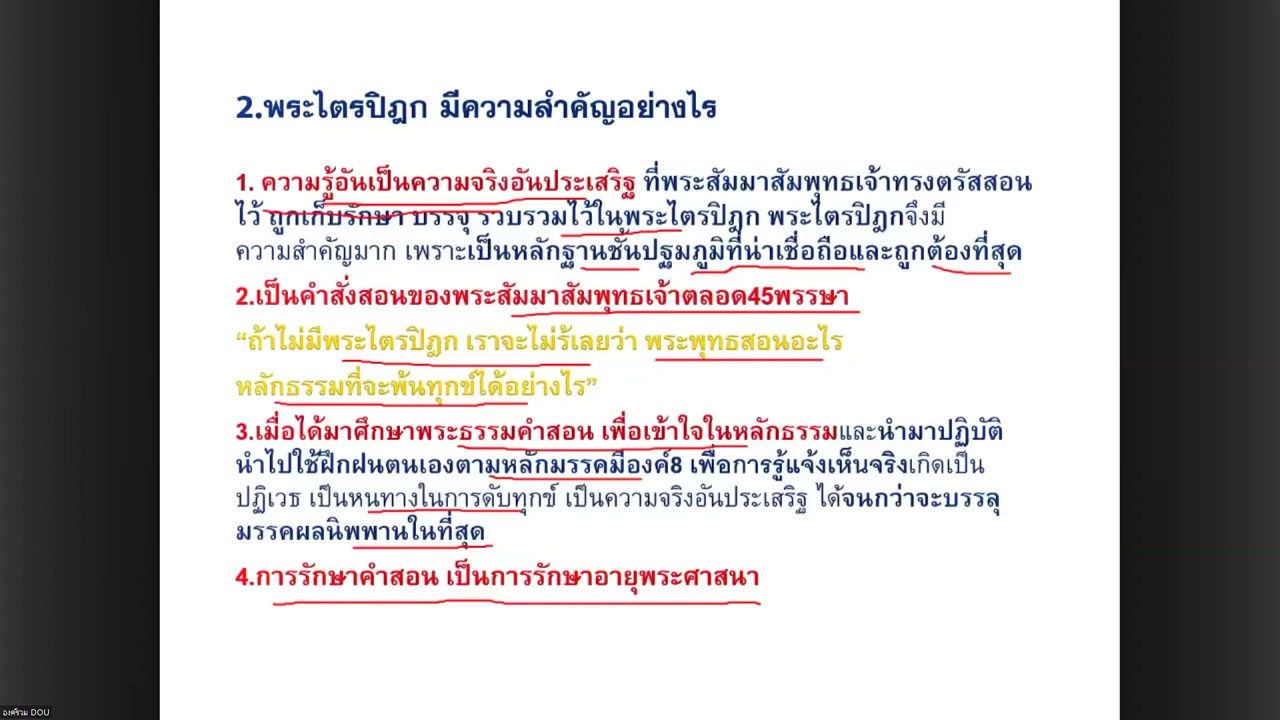 2.พระไตรปิฎก มีความสำคัญอย่างไร
1. ความรู้อันเป็นความจริงอันประเสริฐ ที่พระสัมมาสัมพุทธเจ้าทรงตรัสสอน
ไว้ ถูกเก็บรักษา บรรจุ รวบรวมไว้ในพระไตรปิฎก พระไตรปิฎกจึงมี
ความสำคัญมาก เพราะเป็นหลักฐานชั้นปฐมภูมิที่น่าเชื่อถือและถูกต้องที่สุด
2.เป็นคำสั่งสอนของพระสัมมาสัมพุทธเจ้าตลอด45พรรษา
“ถ้าไม่มีพระไตรปิฎก เราจะไม่รู้เลยว่า พระพุทธสอนอะไร
หลักธรรมที่จะพ้นทุกข์ได้อย่างไร”
3.เมื่อได้มาศึกษาพระธรรมคำสอน เพื่อเข้าใจในหลักธรรมและนำมาปฏิบัติ
นำไปใช้ฝึกฝนตนเองตามหลักมรรคมีองค์8 เพื่อการรู้แจ้งเห็นจริงเกิดเป็น
ปฏิเวธ เป็นหนทางในการดับทุกข์ เป็นความจริงอันประเสริฐ ได้จนกว่าจะบรรลุ
มรรคผลนิพพานในที่สุด
4.การรักษาคำสอน เป็นการรักษาอายุพระศาสนา
องค์รวม DOU